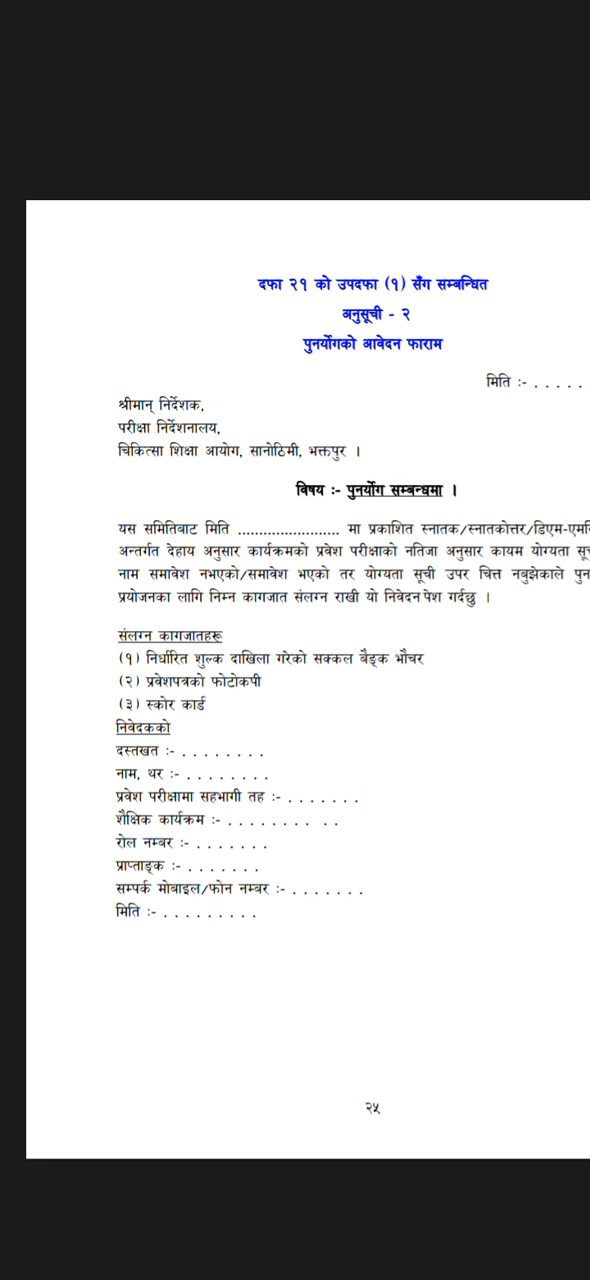 दफा २१ को उपदफा (१) सँग सम्बन्धित
अनुसूची - २
पुनर्योगको आवेदन फाराम
मिति :- . . . . .
श्रीमान् निर्देशक,
परीक्षा निर्देशनालय,
चिकित्सा शिक्षा आयोग, सानोठिमी, भक्तपुर ।
विषय :- पुनर्योग सम्बन्धमा ।
यस समितिबाट मिति ........................ मा प्रकाशित स्नातक/स्नातकोत्तर/डिएम-एमसि
अन्तर्गत देहाय अनुसार कार्यक्रमको प्रवेश परीक्षाको नतिजा अनुसार कायम योग्यता सू
नाम समावेश नभएको/समावेश भएको तर योग्यता सूची उपर चित्त नबुझेकाले पुन
प्रयोजनका लागि निम्न कागजात संलग्न राखी यो निवेदन पेश गर्दछु ।
संलग्न कागजातहरू
(१) निर्धारित शुल्क दाखिला गरेको सक्कल बैङ्क भौचर
(२) प्रवेशपत्रको फोटोकपी
(३) स्कोर कार्ड
निवेदकको
दस्तखत :- . . . . . . . .
नाम, थर :- . . . . . . . .
प्रवेश परीक्षामा सहभागी तह :- . . . . . . .
शैक्षिक कार्यक्रम :- . . . . . . . . . .
रोल नम्बर :- . . . . . . .
प्राप्ताङ्क :- . . . . . . .
सम्पर्क मोबाइल/फोन नम्बर :- . . . . . . .
मिति :- . . . . . . . . .
२५